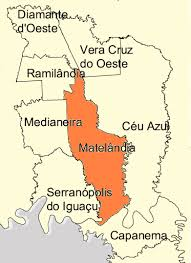 Diamante
d'Oeste
Vera Cruz
do Oeste
Ramilândia
Medianeira
Céu Azul
Matelândia
Serranópolis
do Iguaçu
Capanema